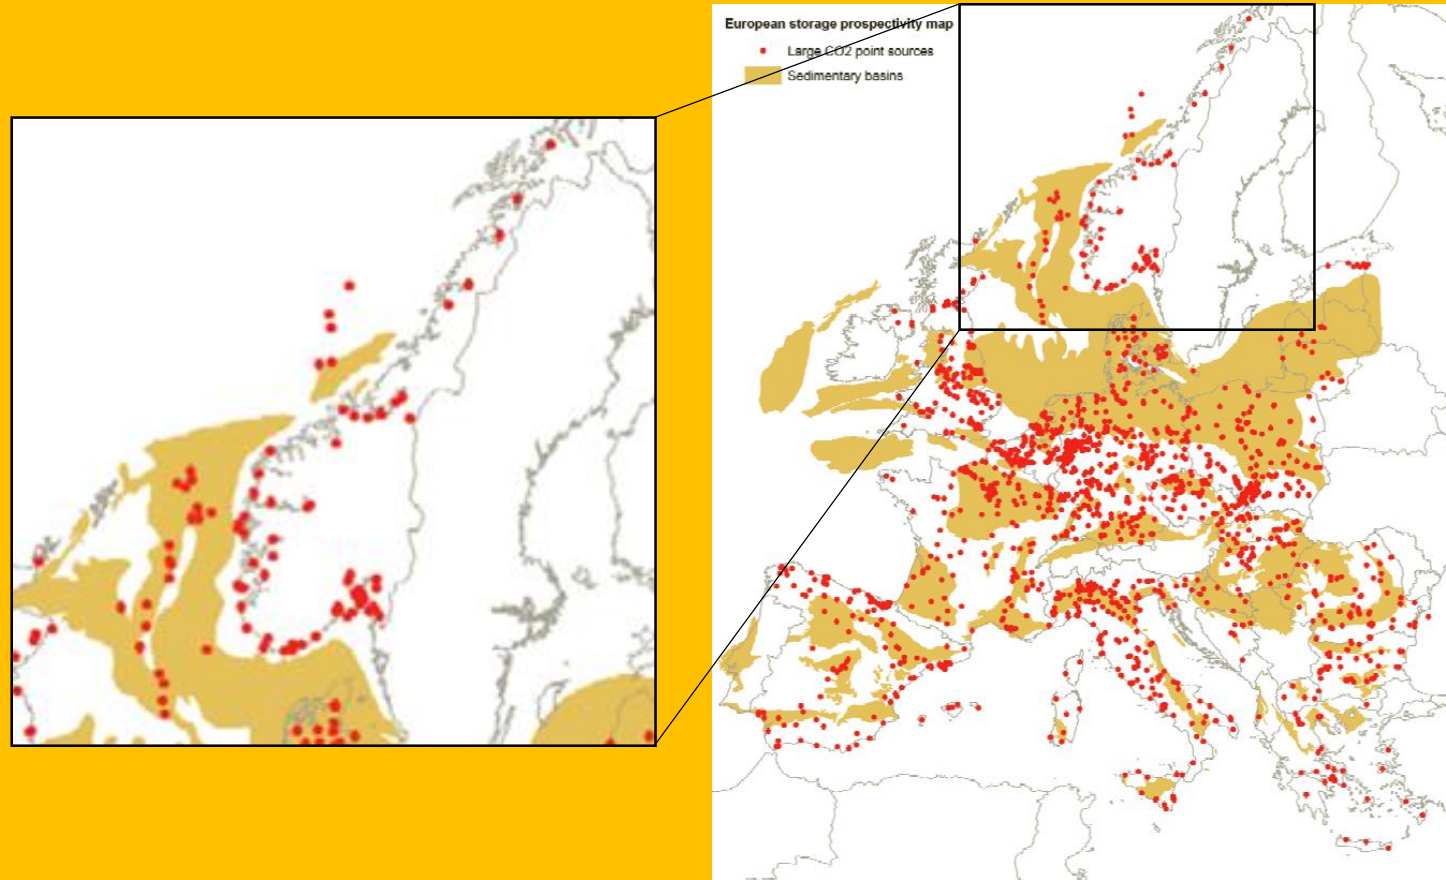 European storage prospectivity map
Large CO2 point sources
Sedimentary basins